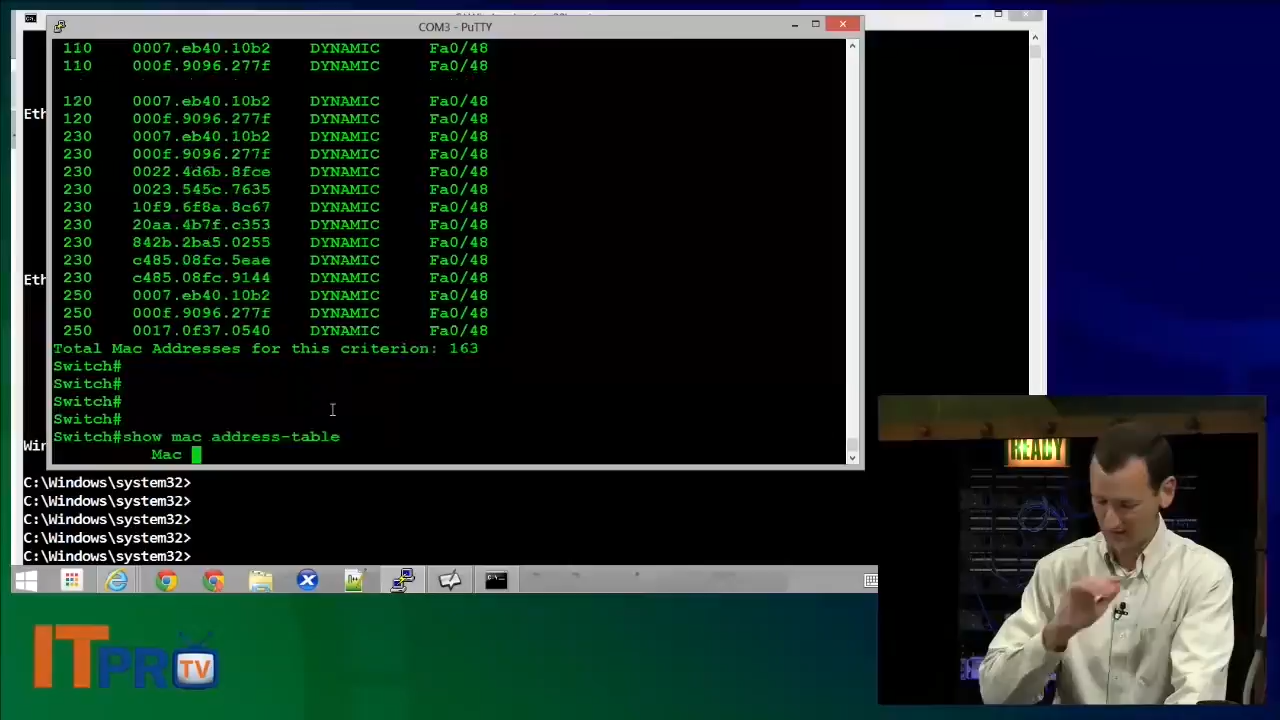 COM3 - PuTTY
110 0007.eb40.10b2 DYNAMIC Fa0/48
110 000f.9096.277f DYNAMIC Fa0/48
120 0007.eb40.10b2 DYNAMIC Fa0/48
120 000f.9096.277f DYNAMIC Fa0/48
230 0007.eb40.10b2 DYNAMIC Fa0/48
230 000f.9096.277f DYNAMIC Fa0/48
230 0022.4d6b.8fce DYNAMIC Fa0/48
230 0023.545c.7635 DYNAMIC Fa0/48
230 10f9.6f8a.8c67 DYNAMIC Fa0/48
230 20aa.4b7f.c353 DYNAMIC Fa0/48
230 842b.2ba5.0255 DYNAMIC Fa0/48
230 c485.08fc.5eae DYNAMIC Fa0/48
230 c485.08fc.9144 DYNAMIC Fa0/48
250 0007.eb40.10b2 DYNAMIC Fa0/48
250 000f.9096.277f DYNAMIC Fa0/48
250 0017.0f37.0540 DYNAMIC Fa0/48
Total Mac Addresses for this criterion: 163
Switch#
Switch#
Switch#
Switch#
Switch#show mac address-table
Mac
Eth
Eth
Win
C:\Windows\system32>
C:\Windows\system32>
C:\Windows\system32>
C:\Windows\system32>
C:\Windows\system32>
READY
ITPRO
TV